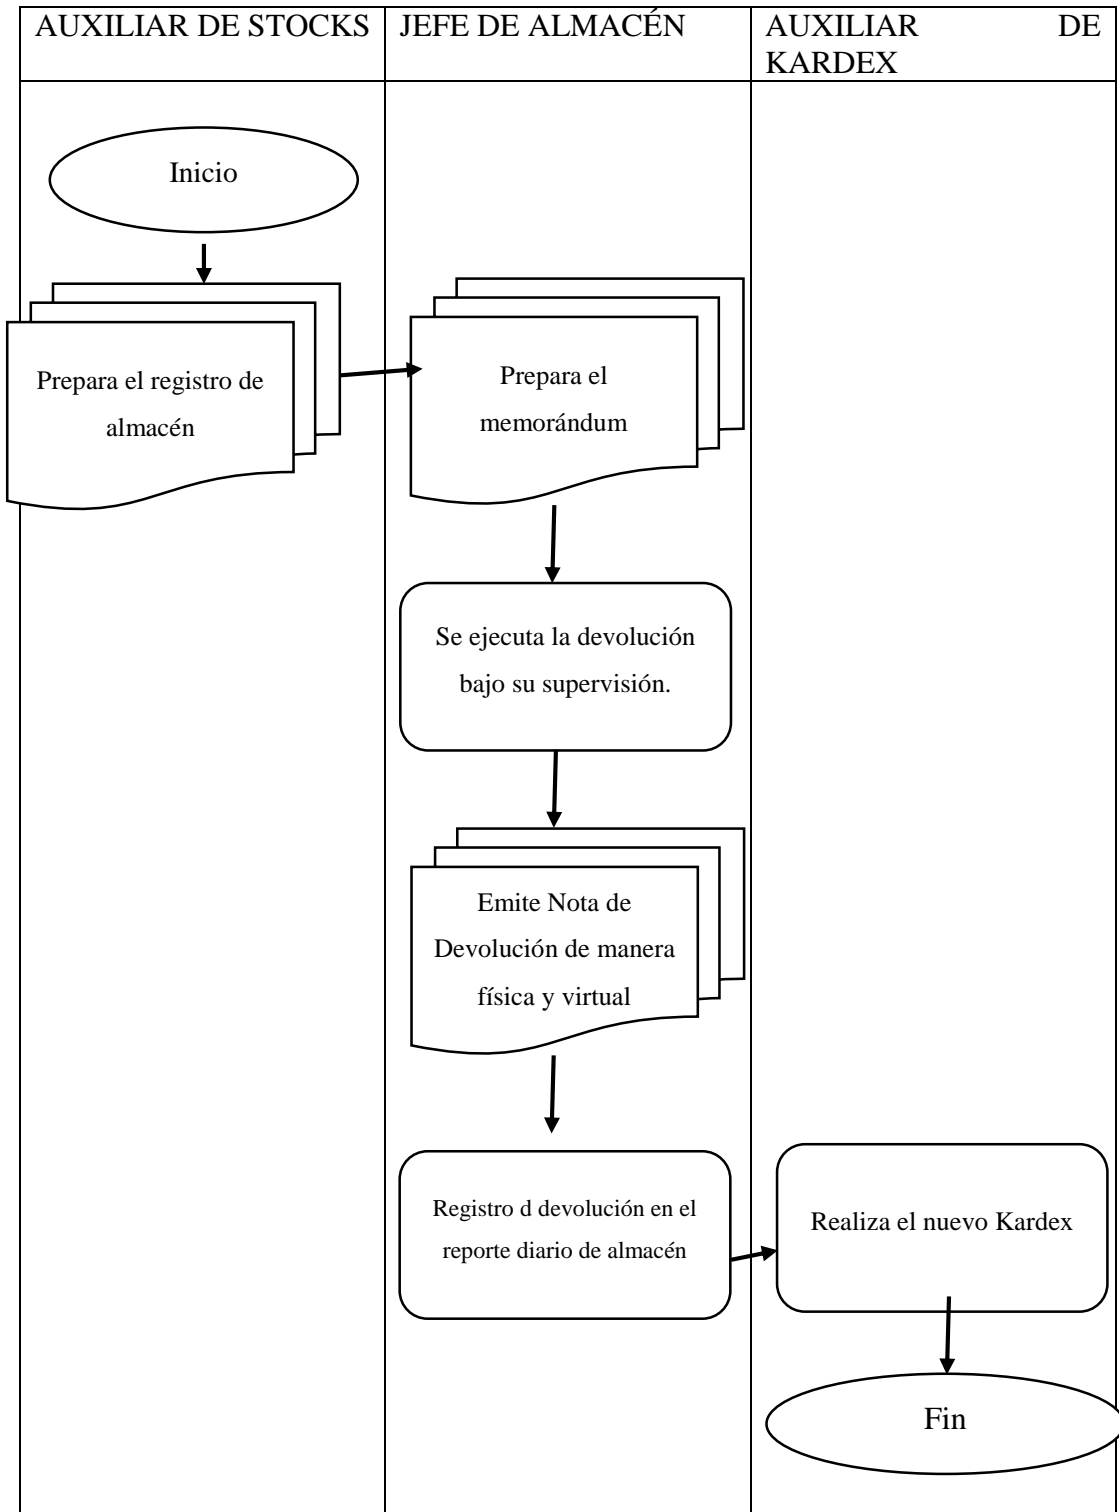 AUXILIAR DE STOCKS
JEFE DE ALMACÉN
AUXILIAR DE
KARDEX
Inicio
Prepara el registro de
almacén
Prepara el
memorándum
Se ejecuta la devolución
bajo su supervisión.
Emite Nota de
Devolución de manera
física y virtual
Registro d devolución en el
reporte diario de almacén
Realiza el nuevo Kardex
Fin